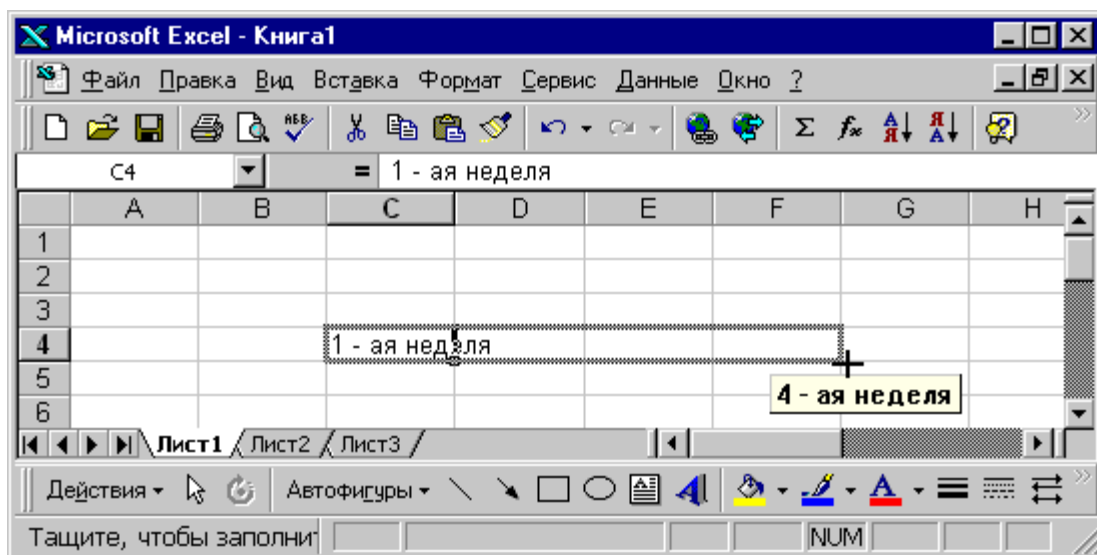 Microsoft Excel - Книга1
Файл Правка Вид Вставка Формат Сервис Данные Окно ?
C4 = 1 - ая неделя
A B C D E F G H
1
2
3
4 1 - ая неделя
5
4 - ая неделя
6
Лист1 Лист2 Лист3
Действия Автофигуры
Тащите, чтобы заполнит NUM